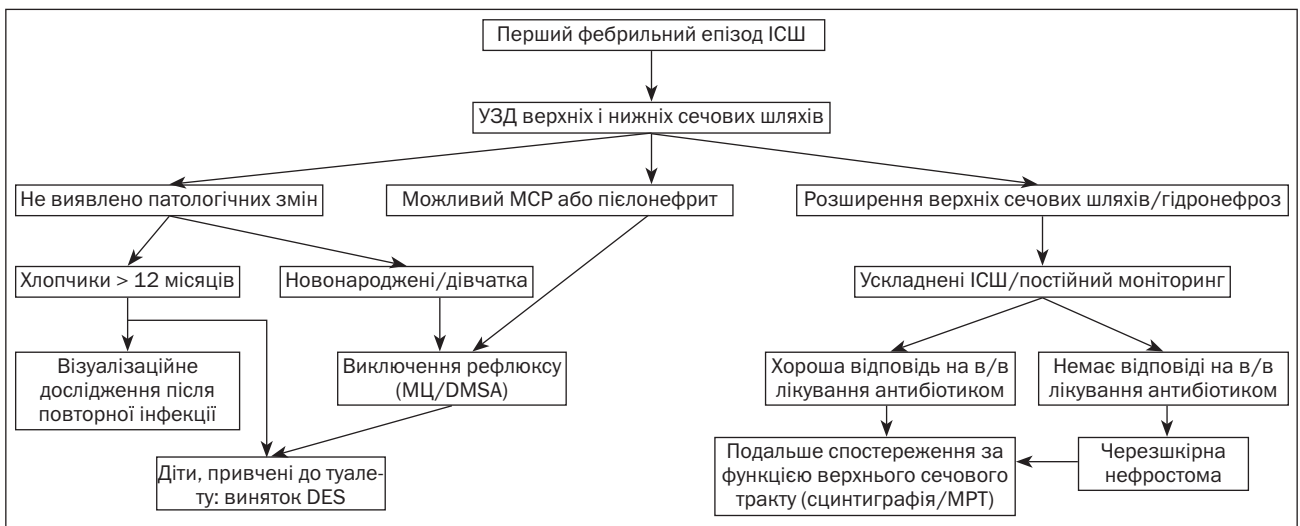 Перший фебрильний епізод ІСШ
УЗД верхніх і нижніх сечових шляхів
Не виявлено патологічних змін
Можливий МСР або пієлонефрит
Розширення верхніх сечових шляхів/гідронефроз
Хлопчики > 12 місяців
Новонароджені/дівчатка
Ускладнені ІСШ/постійний моніторинг
Візуалізаційне
дослідження після
повторної інфекції
Виключення рефлюксу
(МЦ/DMSA)
Хороша відповідь на в/в
лікування антибіотиком
Немає відповіді на в/в
лікування антибіотиком
Діти, привчені до туале-
ту: виняток DES
Подальше спостереження за
функцією верхнього сечового
тракту (сцинтиграфія/МРТ)
Черезшкірна
нефростома